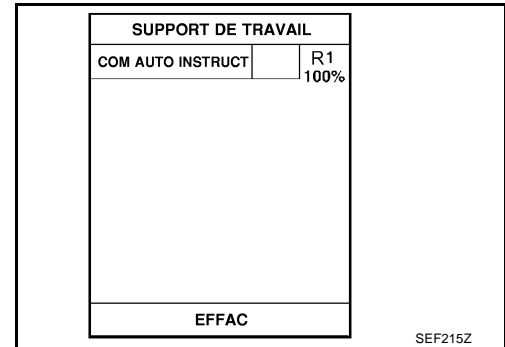 SUPPORT DE TRAVAIL
COM AUTO INSTRUCT R1
100%
EFFAC
SEF215Z